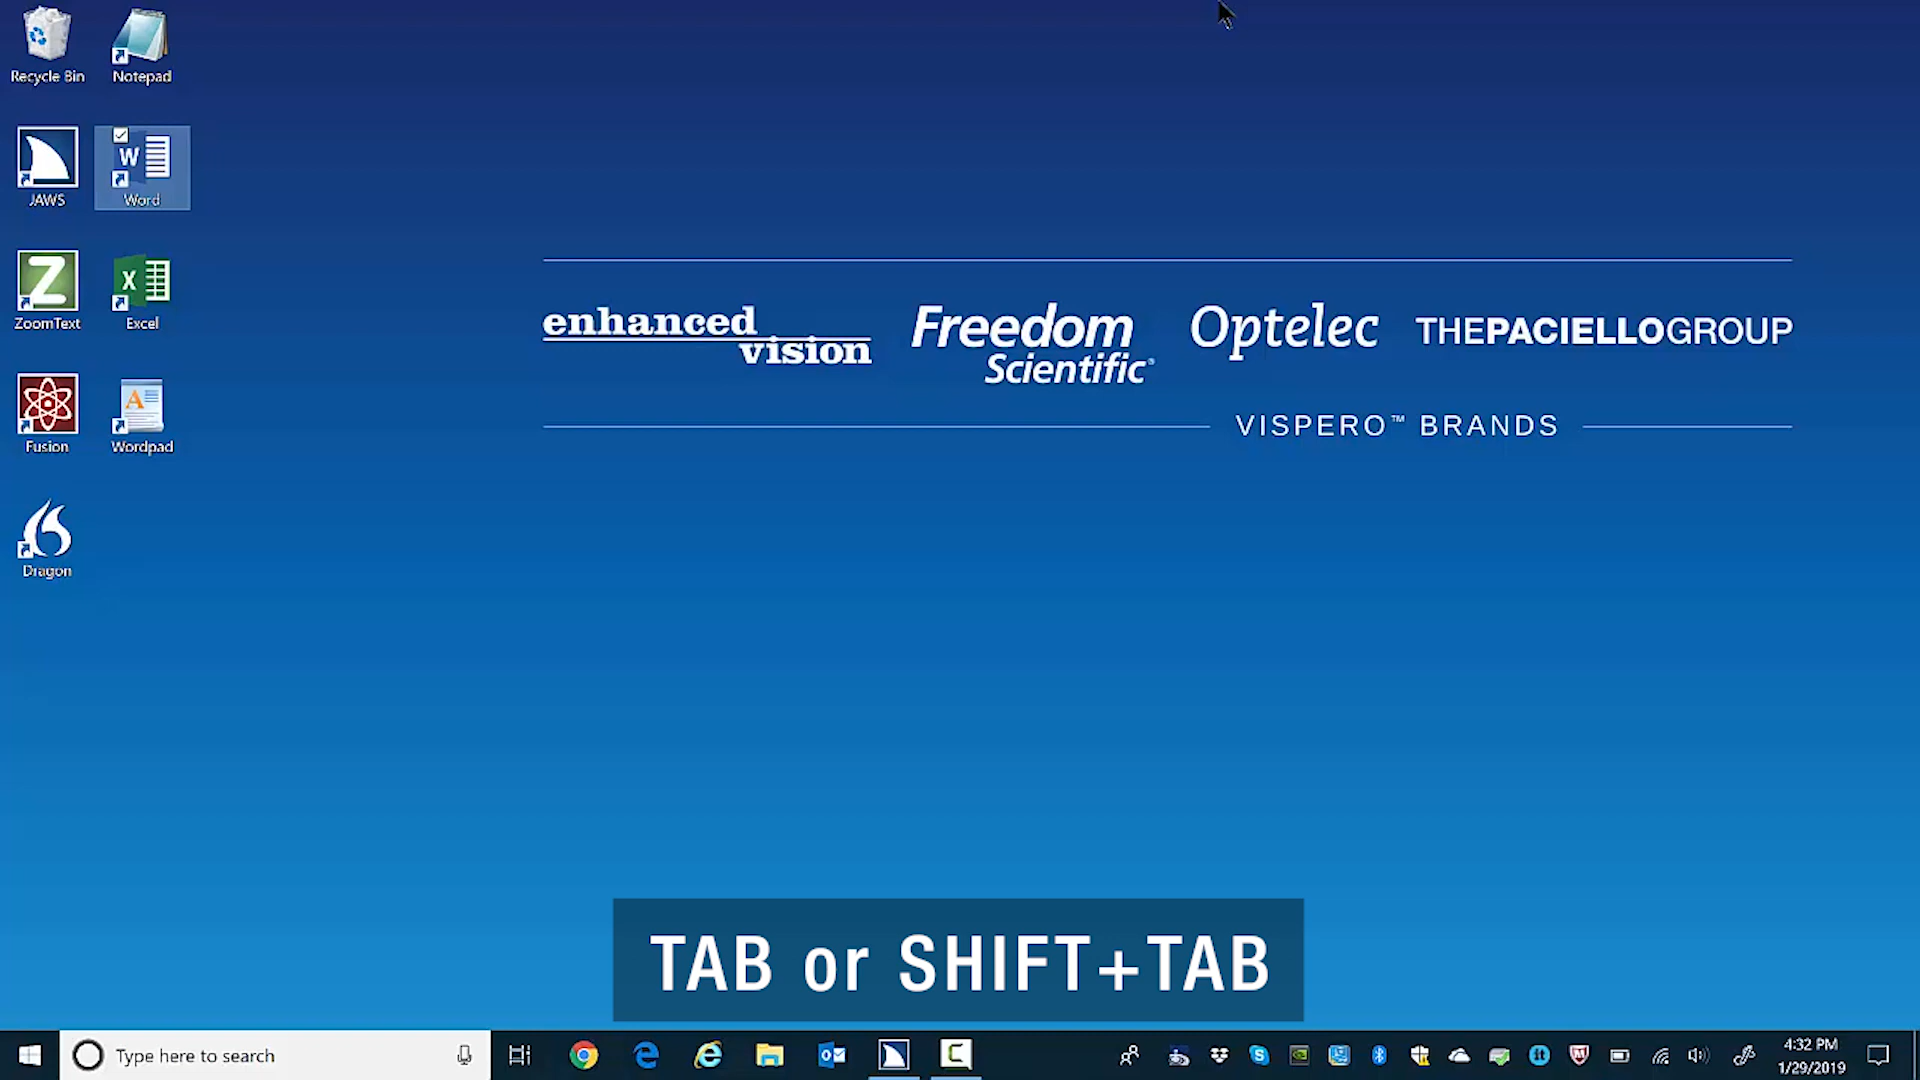 Recycle Bin
Notepad
JAWS
W
Word
Z
ZoomText
X
Excel
Fusion
A
Wordpad
Dragon
enhanced
vision
Freedom
Scientific®
Optelec
THEPACIELLOGROUP
VISPERO™ BRANDS
TAB or SHIFT+TAB
Type here to search
4:32 PM
1/29/2019